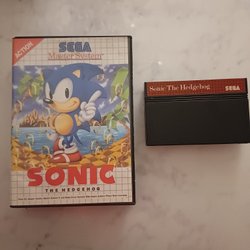 ACTION
SEGA
Master System
SONIC
THE HEDGEHOG
Sonic The Hedgehog
SEGA